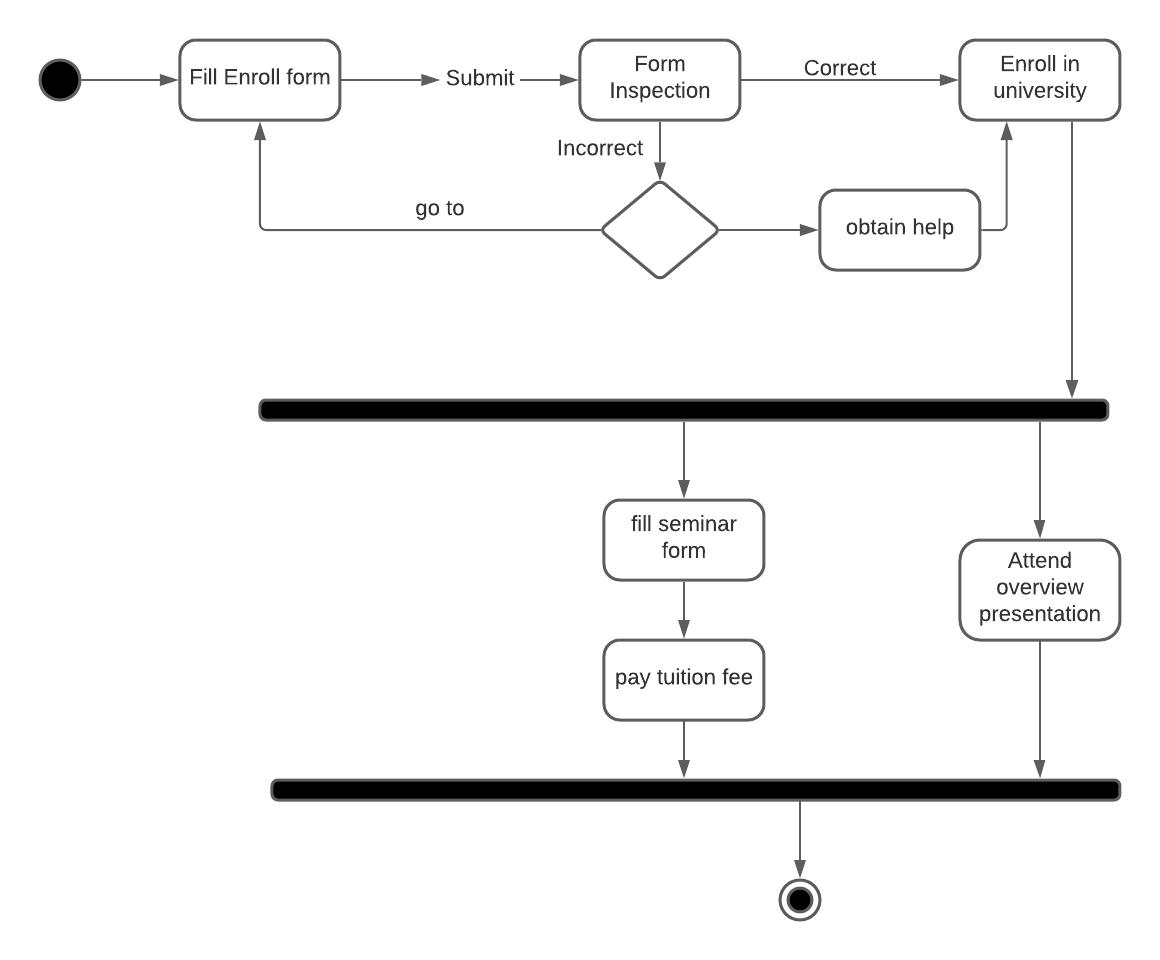 Fill Enroll form
Submit
Form
Inspection
Correct
Enroll in
university
Incorrect
go to
obtain help
fill seminar
form
Attend
overview
presentation
pay tuition fee